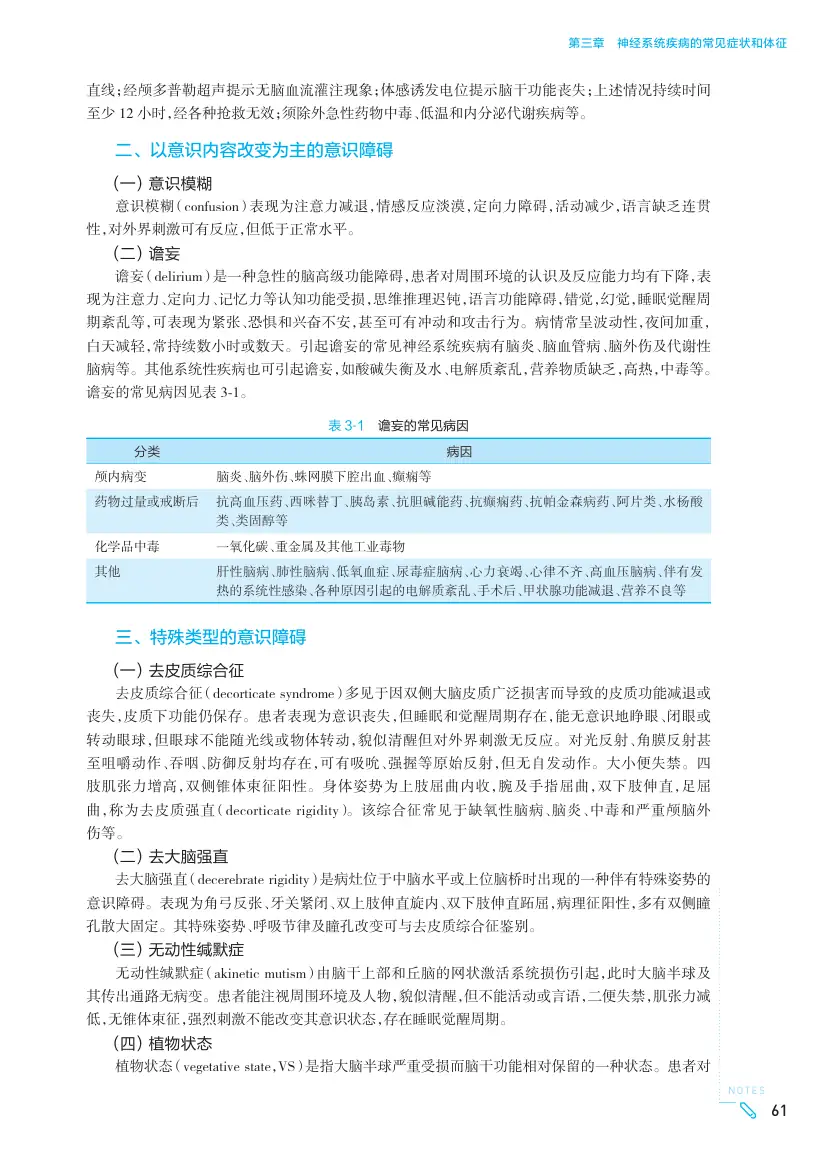 第三章 神经系统疾病的常见症状和体征
直线;经颅多普勒超声提示无脑血流灌注现象;体感诱发电位提示脑干功能丧失;上述情况持续时间
至少 12 小时,经各种抢救无效;须除外急性药物中毒、低温和内分泌代谢疾病等。
二、以意识内容改变为主的意识障碍
(一) 意识模糊
意识模糊(confusion)表现为注意力减退,情感反应淡漠,定向力障碍,活动减少,语言缺乏连贯
性,对外界刺激可有反应,但低于正常水平。
(二) 谵妄
谵妄(delirium)是一种急性的脑高级功能障碍,患者对周围环境的认识及反应能力均有下降,表
现为注意力、定向力、记忆力等认知功能受损,思维推理迟钝,语言功能障碍,错觉,幻觉,睡眠觉醒周
期紊乱等,可表现为紧张、恐惧和兴奋不安,甚至可有冲动和攻击行为。病情常呈波动性,夜间加重,
白天减轻,常持续数小时或数天。引起谵妄的常见神经系统疾病有脑炎、脑血管病、脑外伤及代谢性
脑病等。其他系统性疾病也可引起谵妄,如酸碱失衡及水、电解质紊乱,营养物质缺乏,高热,中毒等。
谵妄的常见病因见表 3-1。
表 3-1 谵妄的常见病因
分类 病因
颅内病变 脑炎、脑外伤、蛛网膜下腔出血、癫痫等
药物过量或戒断后 抗高血压药、西咪替丁、胰岛素、抗胆碱能药、抗癫痫药、抗帕金森病药、阿片类、水杨酸
类、类固醇等
化学品中毒 一氧化碳、重金属及其他工业毒物
其他 肝性脑病、肺性脑病、低氧血症、尿毒症脑病、心力衰竭、心律不齐、高血压脑病、伴有发
热的系统性感染、各种原因引起的电解质紊乱、手术后、甲状腺功能减退、营养不良等
三、特殊类型的意识障碍
(一) 去皮质综合征
去皮质综合征(decorticate syndrome)多见于因双侧大脑皮质广泛损害而导致的皮质功能减退或
丧失,皮质下功能仍保存。患者表现为意识丧失,但睡眠和觉醒周期存在,能无意识地睁眼、闭眼或
转动眼球,但眼球不能随光线或物体转动,貌似清醒但对外界刺激无反应。对光反射、角膜反射甚
至咀嚼动作、吞咽、防御反射均存在,可有吸吮、强握等原始反射,但无自发动作。大小便失禁。四
肢肌张力增高,双侧锥体束征阳性。身体姿势为上肢屈曲内收,腕及手指屈曲,双下肢伸直,足屈
曲,称为去皮质强直(decorticate rigidity)。该综合征常见于缺氧性脑病、脑炎、中毒和严重颅脑外
伤等。
(二) 去大脑强直
去大脑强直(decerebrate rigidity)是病灶位于中脑水平或上位脑桥时出现的一种伴有特殊姿势的
意识障碍。表现为角弓反张、牙关紧闭、双上肢伸直旋内、双下肢伸直跖屈,病理征阳性,多有双侧瞳
孔散大固定。其特殊姿势、呼吸节律及瞳孔改变可与去皮质综合征鉴别。
(三) 无动性缄默症
无动性缄默症(akinetic mutism)由脑干上部和丘脑的网状激活系统损伤引起,此时大脑半球及
其传出通路无病变。患者能注视周围环境及人物,貌似清醒,但不能活动或言语,二便失禁,肌张力减
低,无锥体束征,强烈刺激不能改变其意识状态,存在睡眠觉醒周期。
(四) 植物状态
植物状态(vegetative state,VS)是指大脑半球严重受损而脑干功能相对保留的一种状态。患者对
NOTES
61